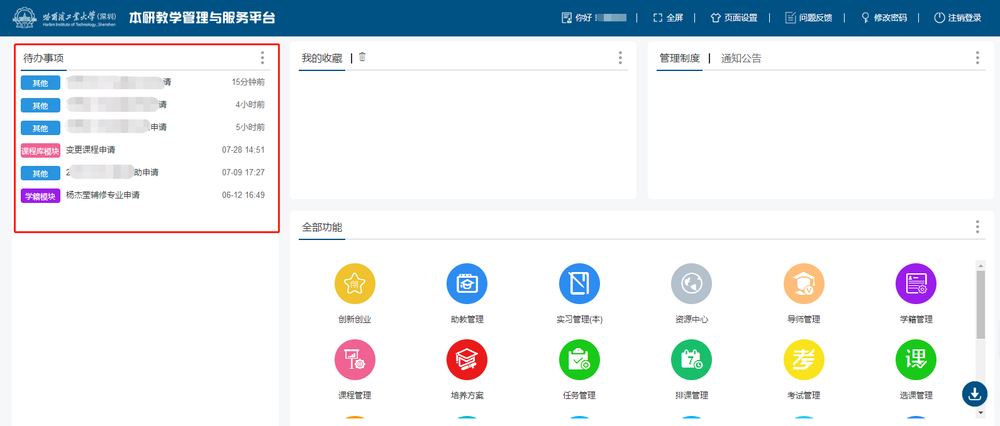 哈爾濱工業大學(深圳)
Harbin Institute of Technology, Shenzhen
本研教学管理与服务平台
你好！
全屏
页面设置
问题反馈
修改密码
注销登录
待办事项
其他 请 15分钟前
其他 请 4小时前
其他 申请 5小时前
课程库模块 变更课程申请 07-28 14:51
其他 2 助申请 07-09 17:27
学籍模块 杨杰莹辅修专业申请 06-12 16:49
我的收藏
管理制度 通知公告
全部功能
创
创新创业 助教管理 实习管理(本) 资源中心 导师管理 学籍管理
7 考 课
课程管理 培养方案 任务管理 排课管理 考试管理 选课管理